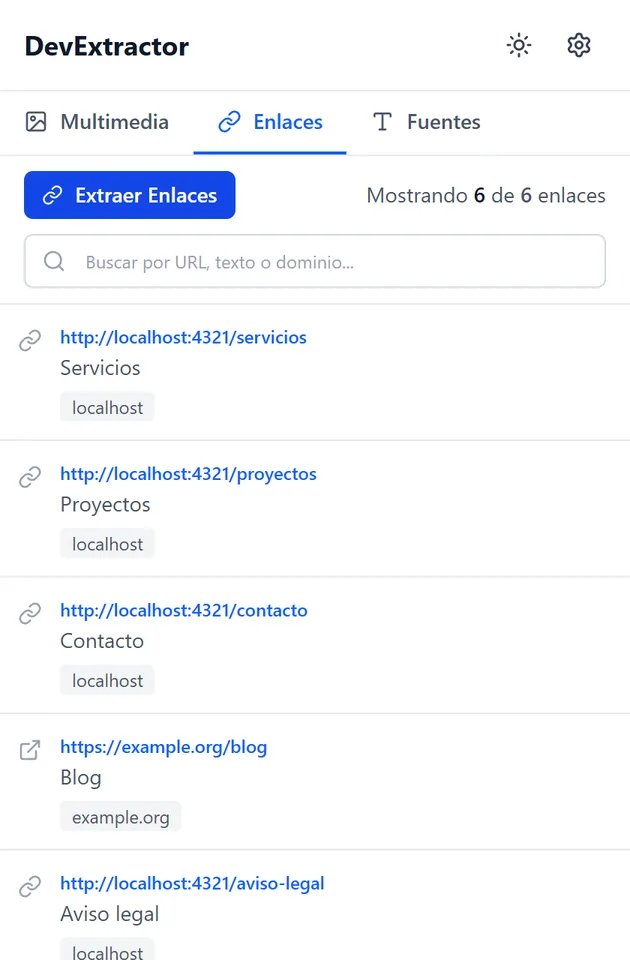 DevExtractor
Multimedia Enlaces Fuentes
Extraer Enlaces Mostrando 6 de 6 enlaces
Buscar por URL, texto o dominio...
http://localhost:4321/servicios
Servicios
localhost
http://localhost:4321/proyectos
Proyectos
localhost
http://localhost:4321/contacto
Contacto
localhost
https://example.org/blog
Blog
example.org
http://localhost:4321/aviso-legal
Aviso legal
localhost